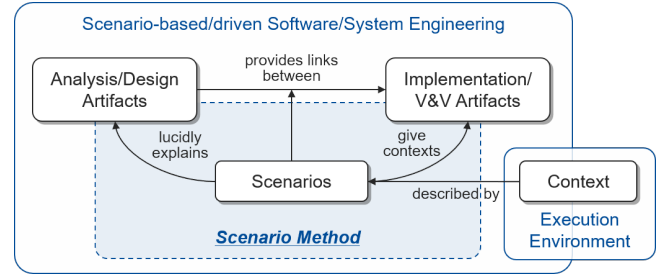 Scenario-based/driven Software/System Engineering
provides links
between
Analysis/Design
Artifacts
Implementation/
V&V Artifacts
lucidly
explains
give
contexts
Scenarios
described by
Context
Scenario Method
Execution
Environment